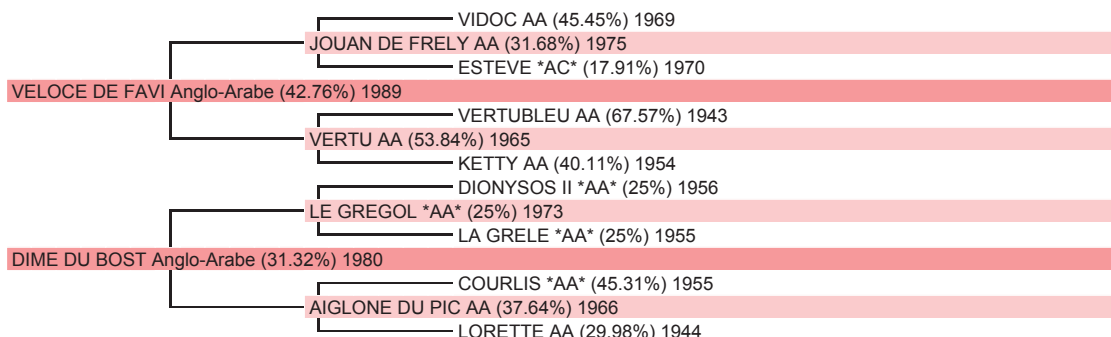 VIDOC AA (45.45%) 1969
JOUAN DE FRELY AA (31.68%) 1975
ESTEVE *AC* (17.91%) 1970
VELOCE DE FAVI Anglo-Arabe (42.76%) 1989
VERTUBLEU AA (67.57%) 1943
VERTU AA (53.84%) 1965
KETTY AA (40.11%) 1954
DIONYSOS II *AA* (25%) 1956
LE GREGOL *AA* (25%) 1973
LA GRELE *AA* (25%) 1955
DIME DU BOST Anglo-Arabe (31.32%) 1980
COURLIS *AA* (45.31%) 1955
AIGLONE DU PIC AA (37.64%) 1966
LORETTE AA (29.98%) 1944